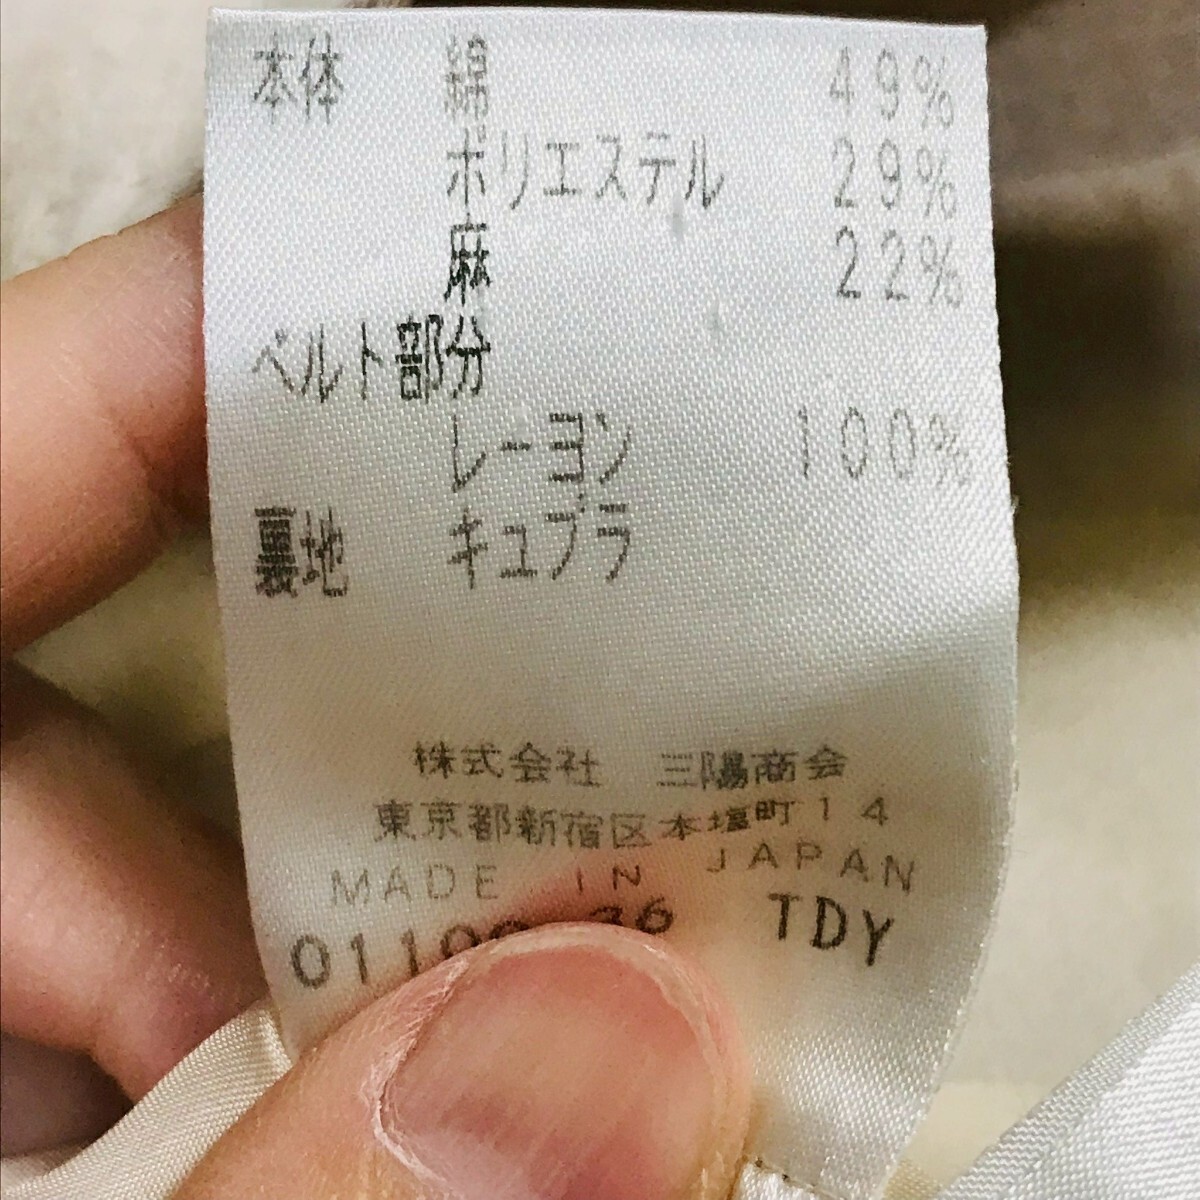 本体 綿 49%
ポリエステル 29%
麻 22%
ベルト部分
レーヨン 100%
裏地 キュプラ
株式会社 三陽商会
東京都新宿区本塩町14
MADE IN JAPAN
TDY